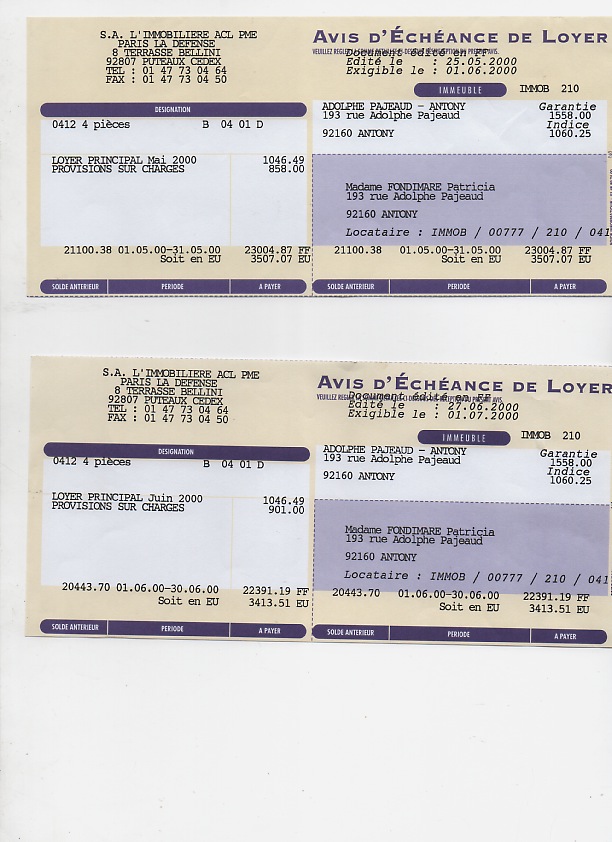 S.A. L'IMMOBILIERE ACL PME
PARIS LA DEFENSE
8 TERRASSE BELLINI
92807 PUTEAUX CEDEX
TEL : 01 47 73 04 64
FAX : 01 47 73 04 50
AVIS D'ÉCHÉANCE DE LOYER
Document édité en FF
Edité le : 25.05.2000
Exigible le : 01.06.2000
IMMEUBLE IMMOB 210
DESIGNATION
0412 4 pièces B 04 01 D
ADOLPHE PAJEAUD - ANTONY Garantie
193 rue Adolphe Pajeaud 1558.00
Indice
92160 ANTONY 1060.25
LOYER PRINCIPAL Mai 2000 1046.49
PROVISIONS SUR CHARGES 858.00
Madame FONDIMARE Patricia
193 rue Adolphe Pajeaud
92160 ANTONY
Locataire : IMMOB / 00777 / 210 / 041
21100.38 01.05.00-31.05.00 23004.87 FF
Soit en EU 3507.07 EU
21100.38 01.05.00-31.05.00 23004.87 FF
Soit en EU 3507.07 EU
SOLDE ANTERIEUR PERIODE A PAYER
SOLDE ANTERIEUR PERIODE A PAYER
S.A. L'IMMOBILIERE ACL PME
PARIS LA DEFENSE
8 TERRASSE BELLINI
92807 PUTEAUX CEDEX
TEL : 01 47 73 04 64
FAX : 01 47 73 04 50
AVIS D'ÉCHÉANCE DE LOYER
Document édité en FF
Edité le : 27.06.2000
Exigible le : 01.07.2000
IMMEUBLE IMMOB 210
DESIGNATION
0412 4 pièces B 04 01 D
ADOLPHE PAJEAUD - ANTONY Garantie
193 rue Adolphe Pajeaud 1558.00
Indice
92160 ANTONY 1060.25
LOYER PRINCIPAL Juin 2000 1046.49
PROVISIONS SUR CHARGES 901.00
Madame FONDIMARE Patricia
193 rue Adolphe Pajeaud
92160 ANTONY
Locataire : IMMOB / 00777 / 210 / 041
20443.70 01.06.00-30.06.00 22391.19 FF
Soit en EU 3413.51 EU
20443.70 01.06.00-30.06.00 22391.19 FF
Soit en EU 3413.51 EU
SOLDE ANTERIEUR PERIODE A PAYER
SOLDE ANTERIEUR PERIODE A PAYER